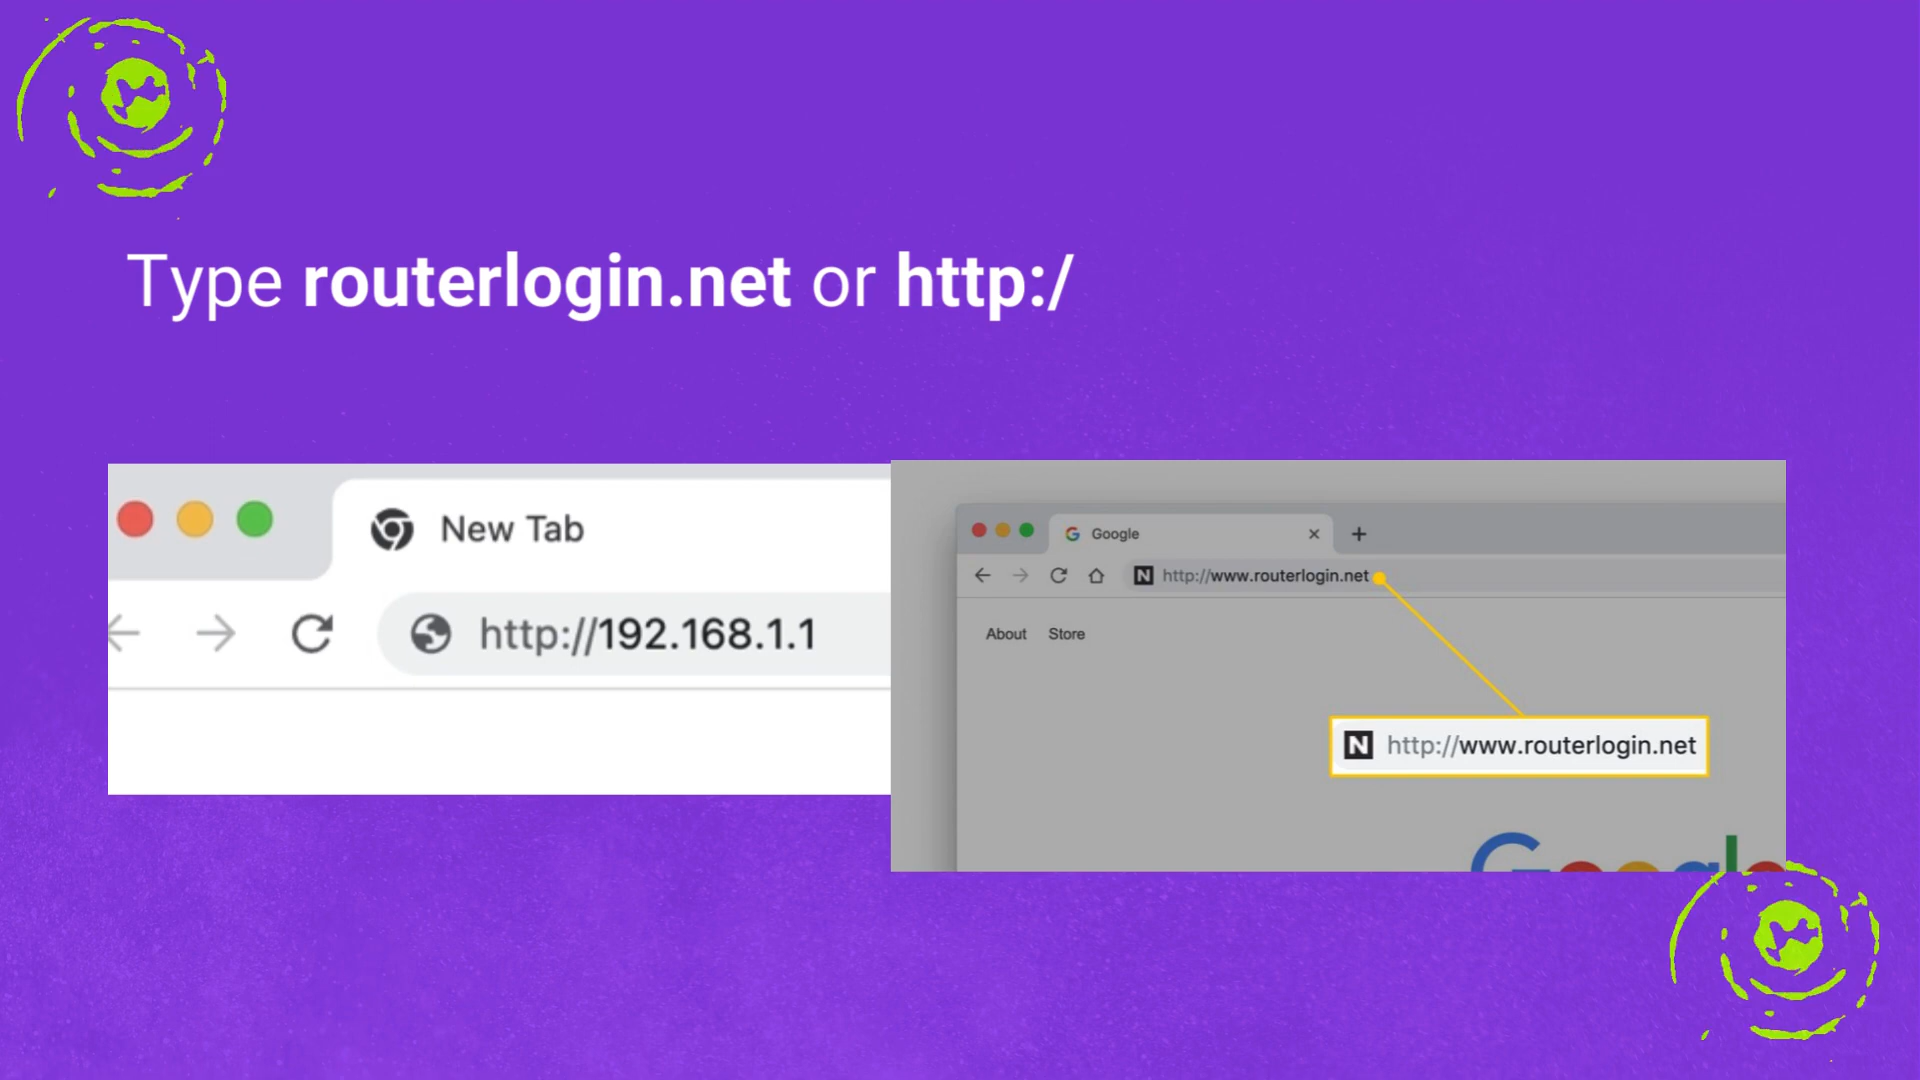 Type routerlogin.net or http:/
New Tab
http://192.168.1.1
Google
http://www.routerlogin.net
About Store
N http://www.routerlogin.net
Google